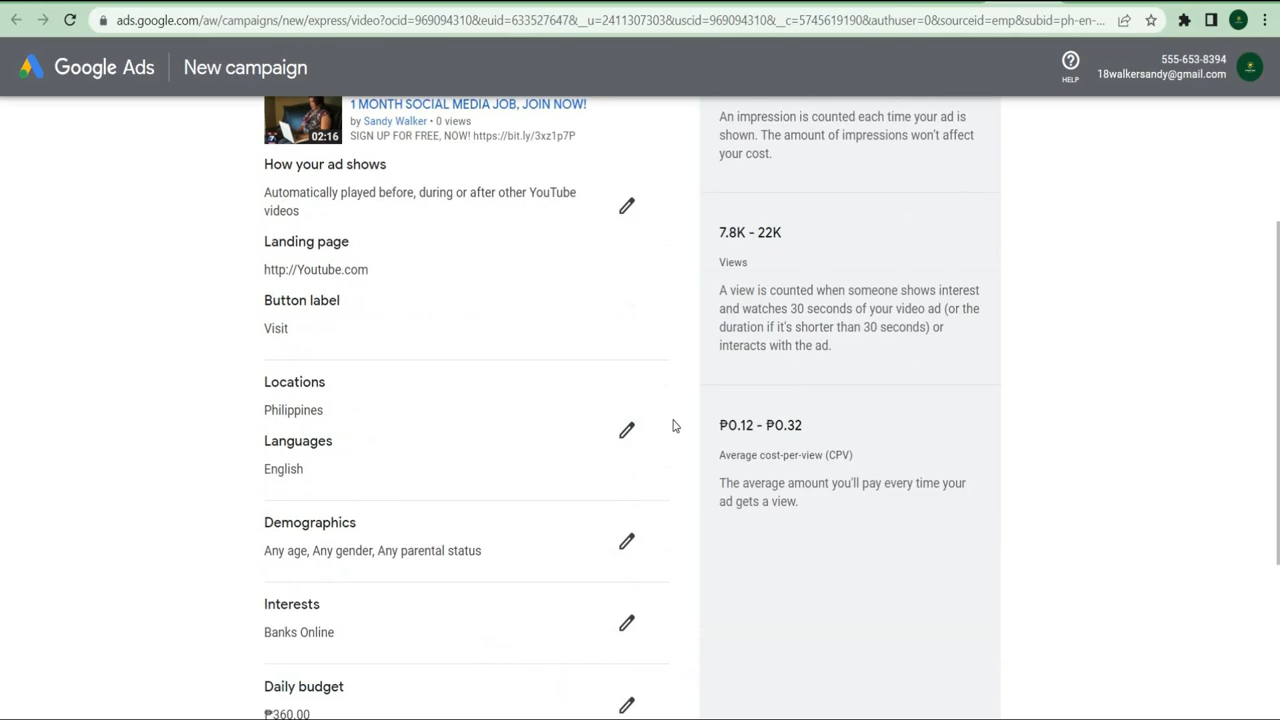 ads.google.com/aw/campaigns/new/express/video?ocid=969094310&euid=633527647&__u=2411307303&uscid=969094310&__c=5745619190&authuser=0&sourceid=emp&subid=ph-en-...
Google Ads
New campaign
HELP
555-653-8394
18walkersandy@gmail.com
02:16
1 MONTH SOCIAL MEDIA JOB, JOIN NOW!
by Sandy Walker • 0 views
SIGN UP FOR FREE, NOW! https://bit.ly/3xz1p7P
How your ad shows
Automatically played before, during or after other YouTube
videos
Landing page
http://Youtube.com
Button label
Visit
Locations
Philippines
Languages
English
Demographics
Any age, Any gender, Any parental status
Interests
Banks Online
Daily budget
₱360.00
An impression is counted each time your ad is
shown. The amount of impressions won't affect
your cost.
7.8K - 22K
Views
A view is counted when someone shows interest
and watches 30 seconds of your video ad (or the
duration if it's shorter than 30 seconds) or
interacts with the ad.
₱0.12 - ₱0.32
Average cost-per-view (CPV)
The average amount you'll pay every time your
ad gets a view.